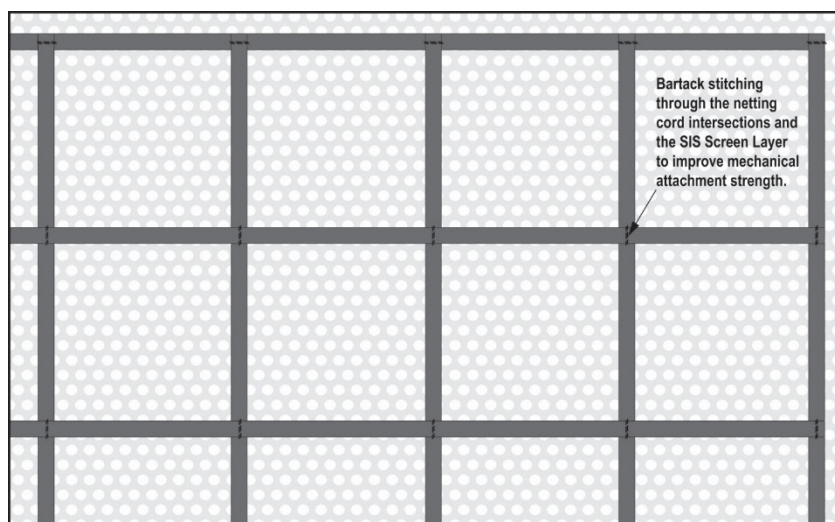 Bartack stitching
through the netting
cord intersections and
the SIS Screen Layer
to improve mechanical
attachment strength.